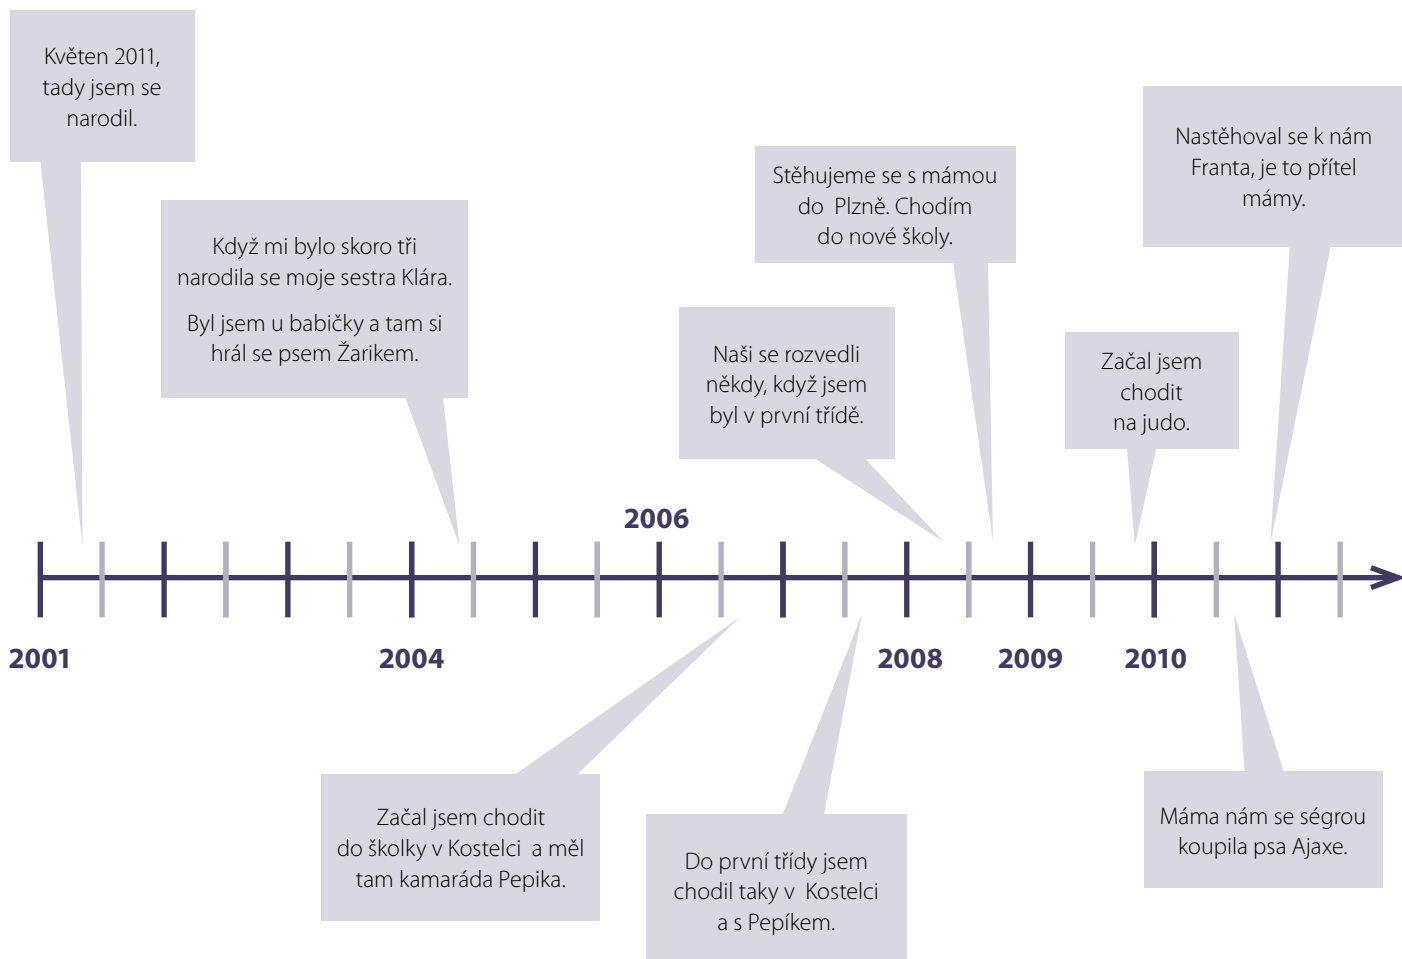 Květen 2011,
tady jsem se
narodil.
Když mi bylo skoro tři
narodila se moje sestra Klára.
Byl jsem u babičky a tam si
hrál se psem Žarikem.
Naši se rozvedli
někdy, když jsem
byl v první třídě.
Stěhujeme se s mámou
do Plzně. Chodím
do nové školy.
Začal jsem
chodit
na judo.
Nastěhoval se k nám
Franta, je to přítel
mámy.
2006
2001
2004
2008
2009
2010
Začal jsem chodit
do školky v Kostelci a měl
tam kamaráda Pepika.
Do první třídy jsem
chodil taky v Kostelci
a s Pepíkem.
Máma nám se ségrou
koupila psa Ajaxe.